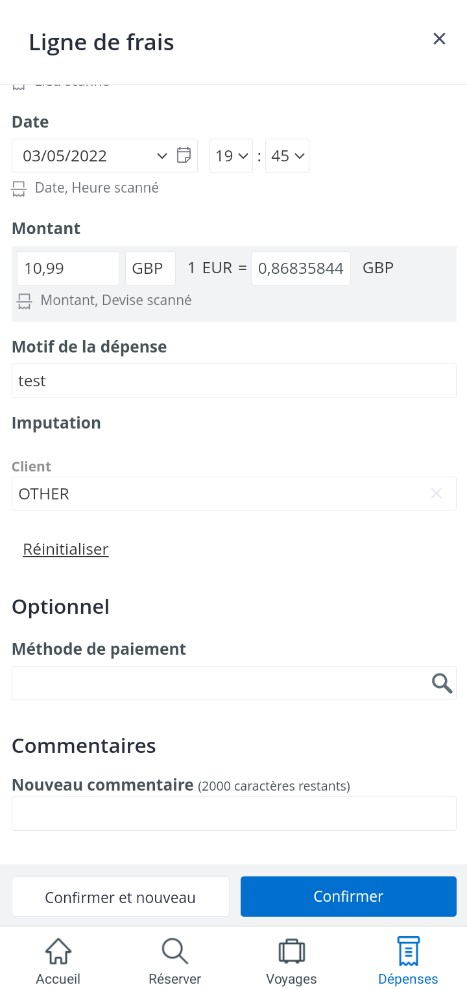 Ligne de frais
Date
03/05/2022 19 : 45
Date, Heure scanné
Montant
10,99 GBP 1 EUR = 0,86835844 GBP
Montant, Devise scanné
Motif de la dépense
test
Imputation
Client
OTHER
Réinitialiser
Optionnel
Méthode de paiement
Commentaires
Nouveau commentaire (2000 caractères restants)
Confirmer et nouveau Confirmer
Accueil Réserver Voyages Dépenses